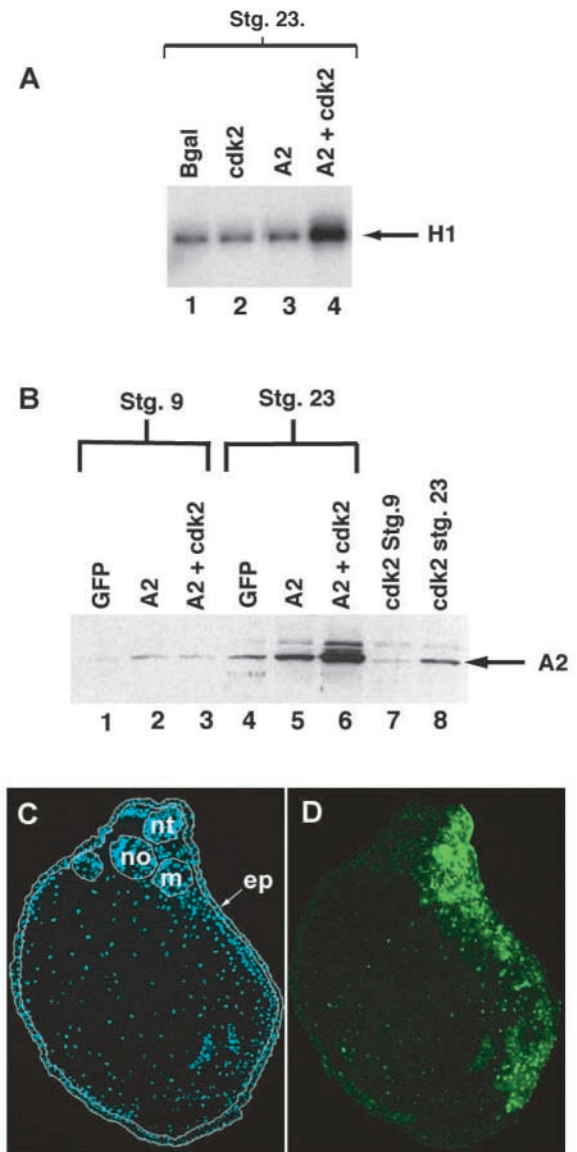 Stg. 23.
A
Bgal
cdk2
A2
A2 + cdk2
H1
1 2 3 4
B
Stg. 9
Stg. 23
GFP
A2
A2 + cdk2
GFP
A2
A2 + cdk2
cdk2 Stg.9
cdk2 stg. 23
A2
1 2 3 4 5 6 7 8
C
nt
no
m
ep
D